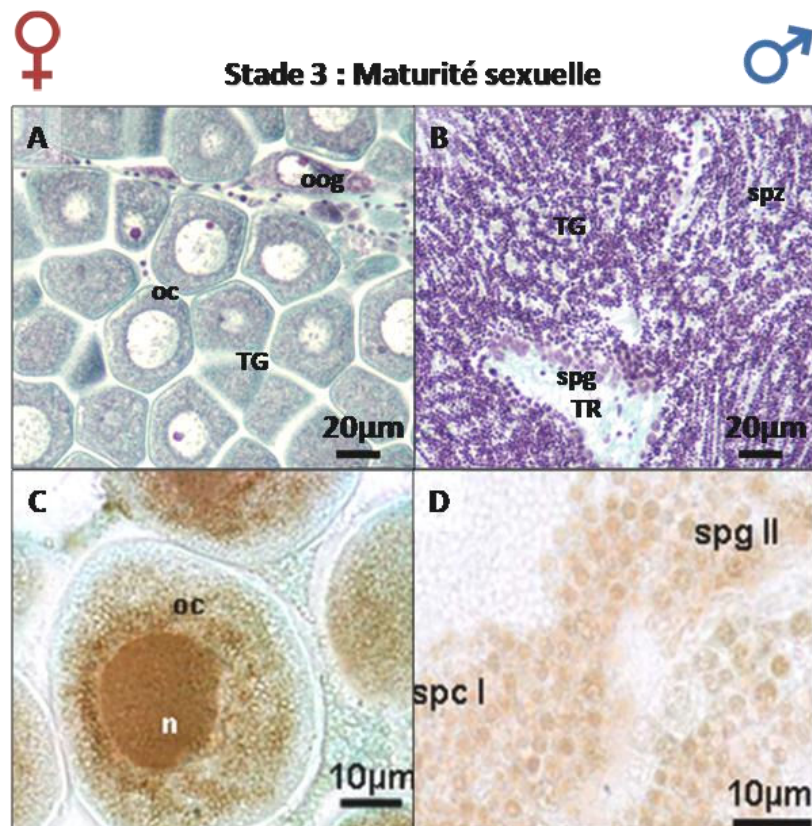 Stade 3 : Maturité sexuelle
A
oog
oc
TG
20µm
B
spz
TG
spg
TR
20µm
C
oc
n
10µm
D
spg II
spc I
10µm